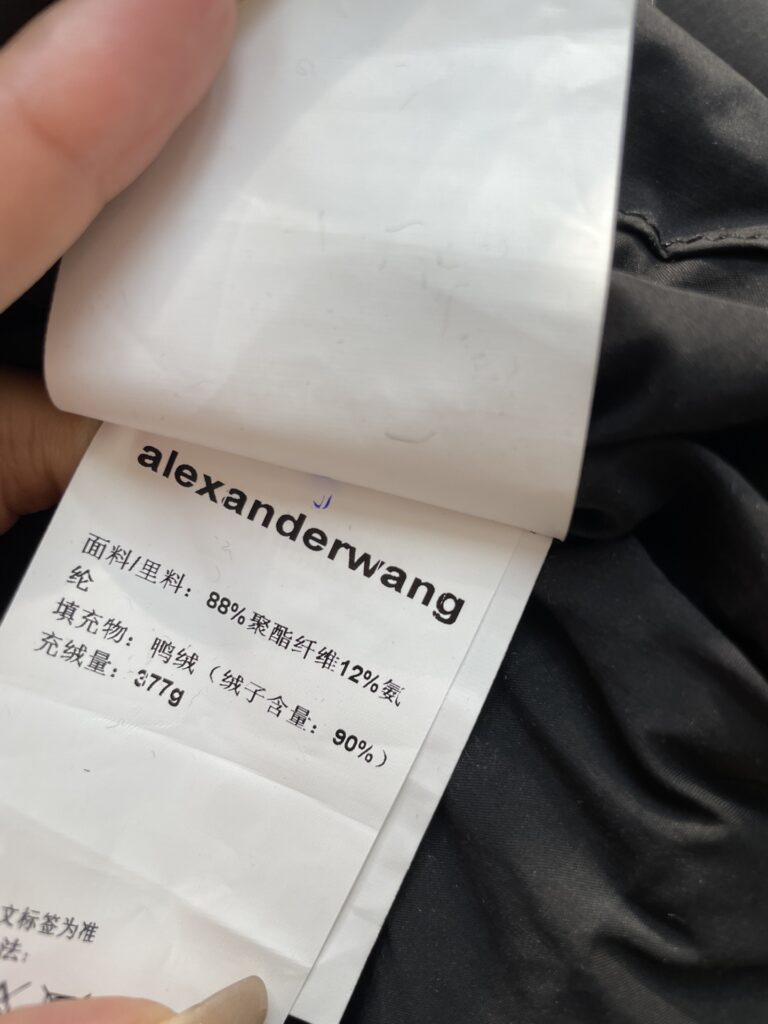 alexanderwang
面料/里料：88%聚酯纤维12%氨
纶
填充物：鸭绒（绒子含量：90%）
充绒量：377g
文标签为准
法：